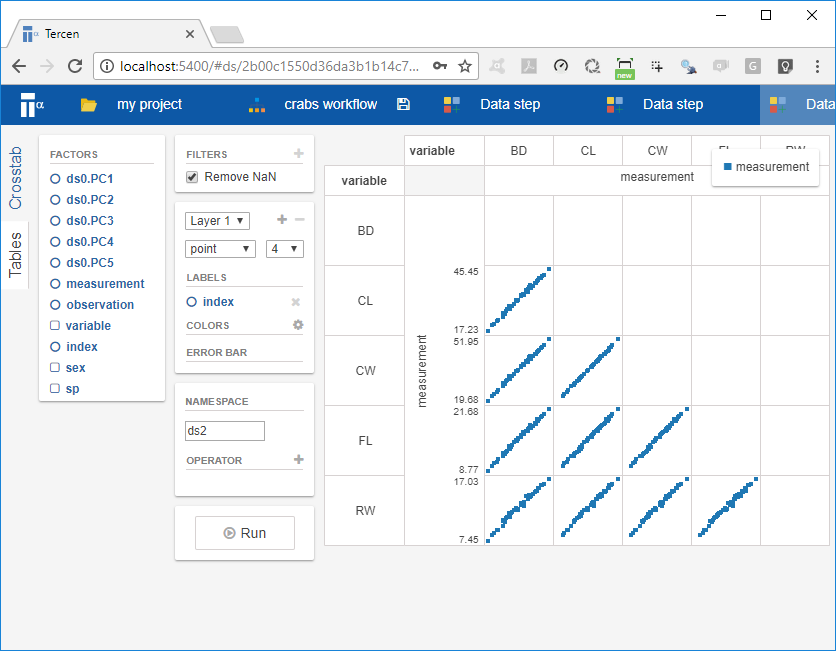 Tercen
localhost:5400/#ds/2b00c1550d36da3b1b14c7...
G
new
my project
crabs workflow
Data step
Data step
Data
Crosstab
Tables
FACTORS
ds0.PC1
ds0.PC2
ds0.PC3
ds0.PC4
ds0.PC5
measurement
observation
variable
index
sex
sp
FILTERS
Remove NaN
Layer 1
point
4
LABELS
index
COLORS
ERROR BAR
NAMESPACE
ds2
OPERATOR
Run
variable
BD
CL
CW
measurement
variable
measurement
BD
CL
45.45
17.23
CW
51.95
19.68
measurement
FL
21.68
8.77
RW
17.03
7.45